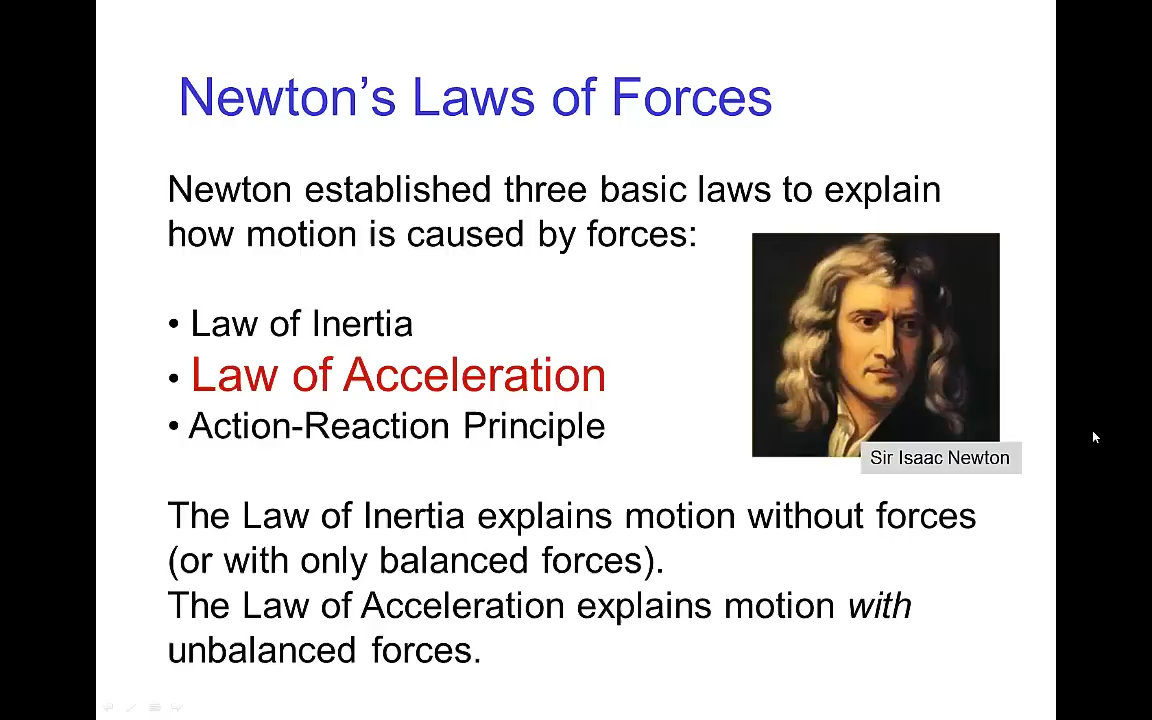 Newton's Laws of Forces
Newton established three basic laws to explain
how motion is caused by forces:
• Law of Inertia
• Law of Acceleration
• Action-Reaction Principle
Sir Isaac Newton
The Law of Inertia explains motion without forces
(or with only balanced forces).
The Law of Acceleration explains motion with
unbalanced forces.